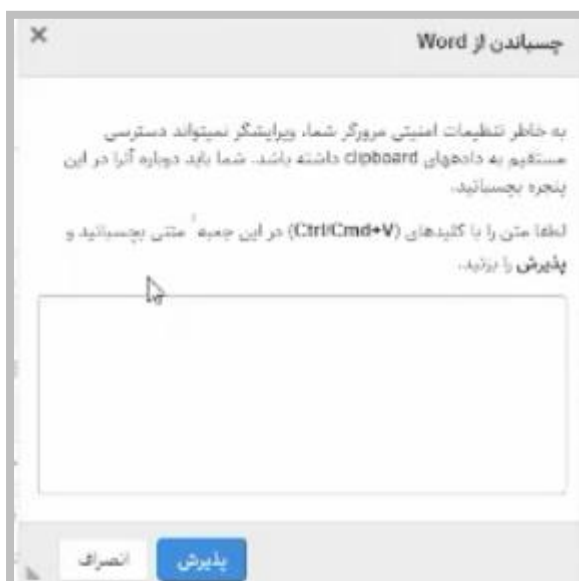 چسباندن از Word
به خاطر تنظیمات امنیتی مرورگر شما، ویرایشگر نمیتواند دسترسی
مستقیم به دادههای clipboard داشته باشد. شما باید دوباره آنرا در این
پنجره بچسبانید.
لطفا متن را با کلیدهای (Ctrl/Cmd+V) در این جعبهٔ متنی بچسبانید و
پذیرش را بزنید.
پذیرش
انصراف